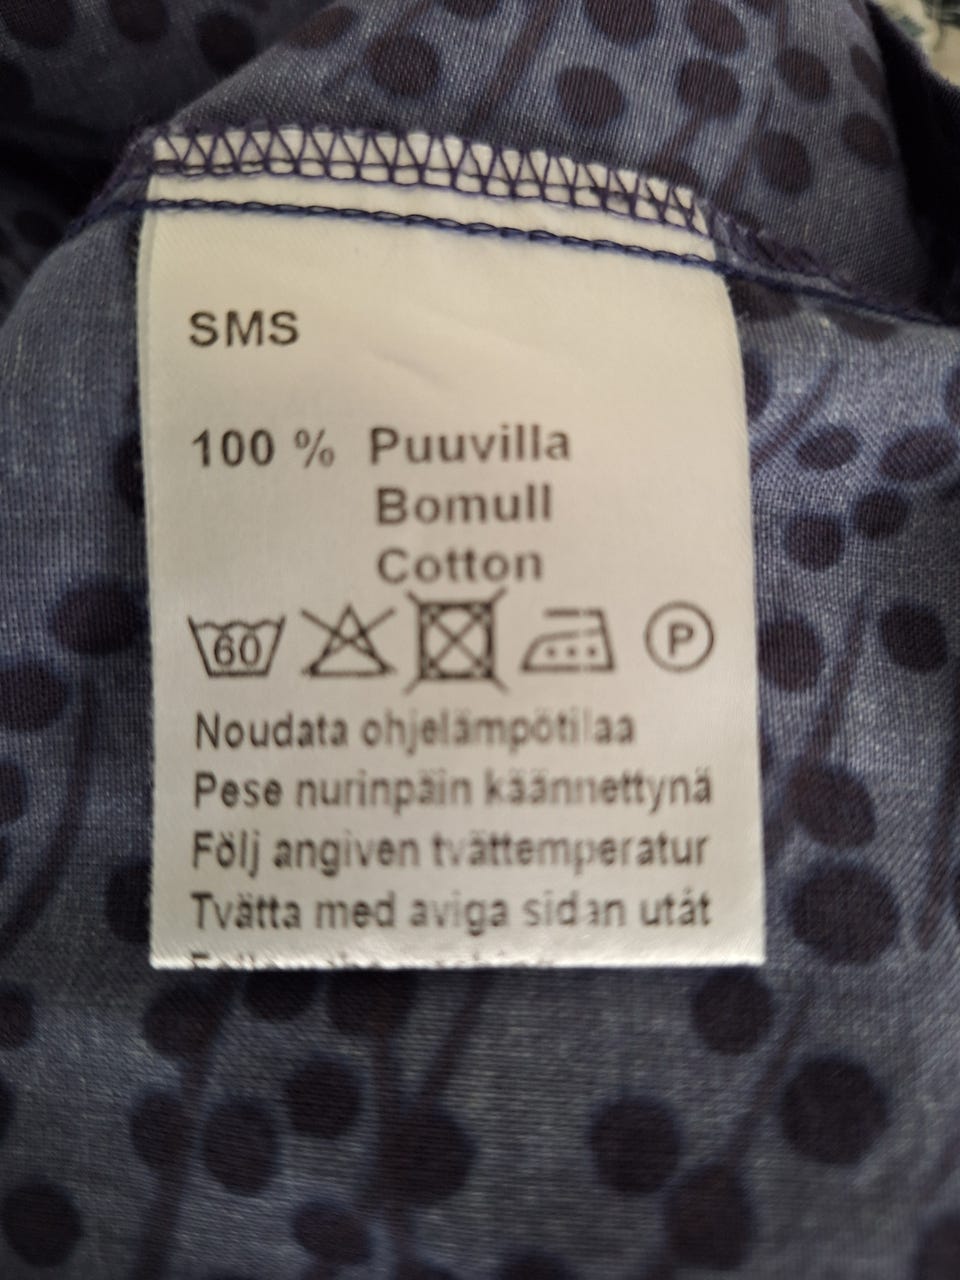 SMS
100 % Puuvilla
Bomull
Cotton
60 P
Noudata ohjelämpötilaa
Pese nurinpäin käännettynä
Följ angiven tvättemperatur
Tvätta med aviga sidan utåt